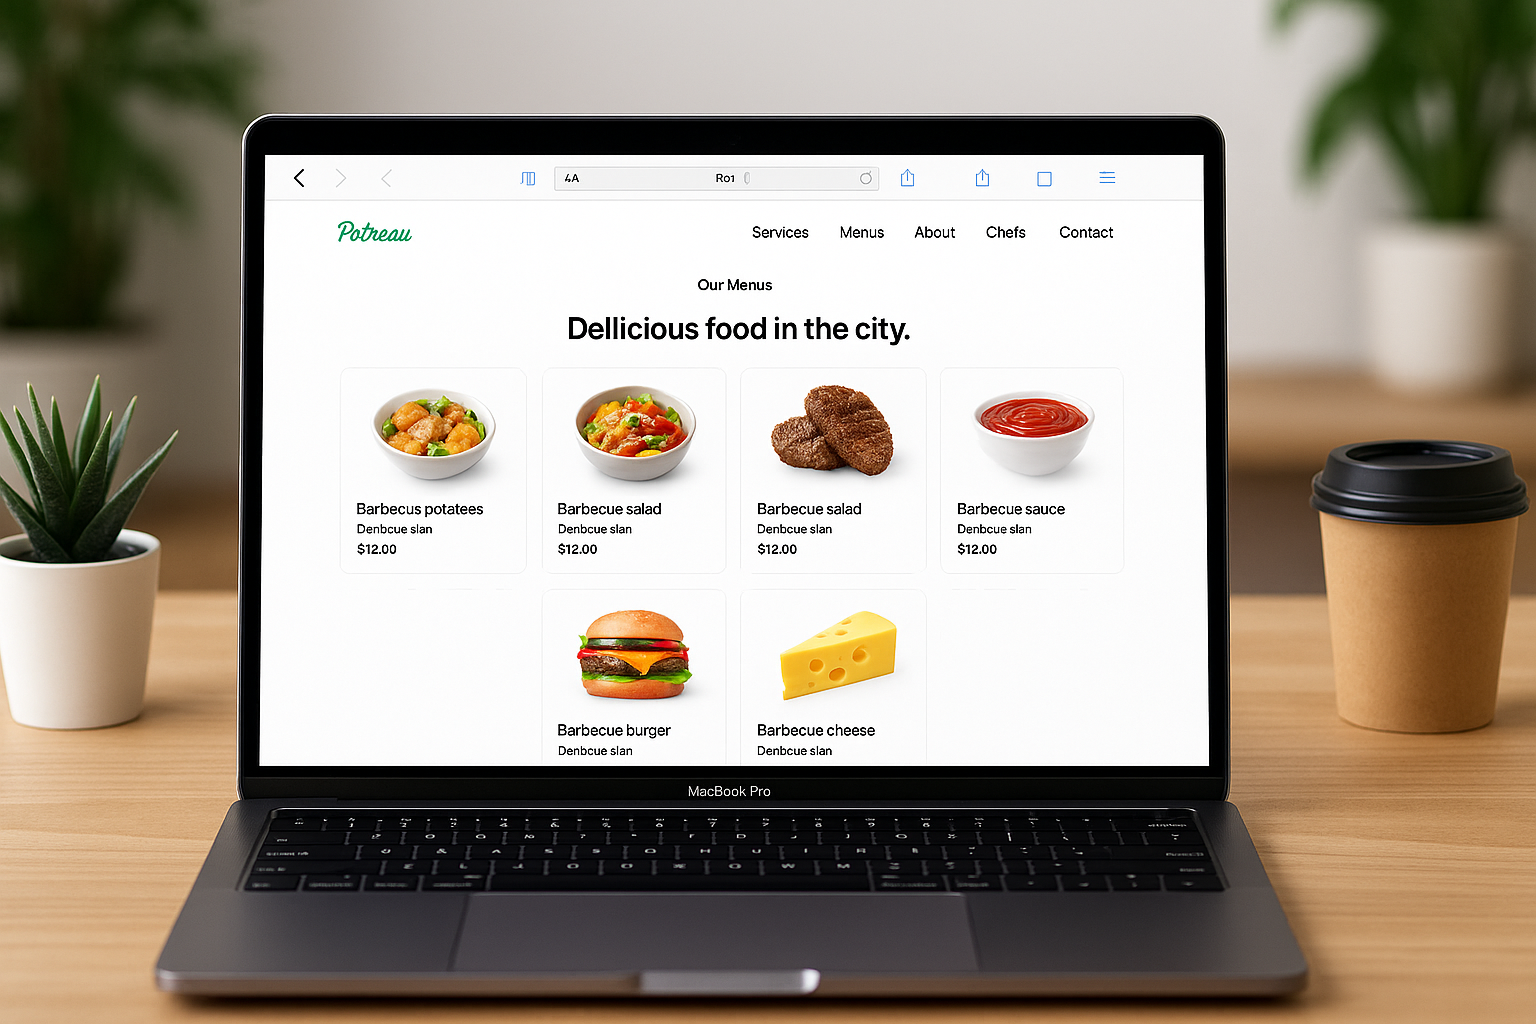 4A Ro1
Potreau Services Menus About Chefs Contact
Our Menus
Dellicious food in the city.
Barbecus potatees
Denbcue slan
$12.00
Barbecue salad
Denbcue slan
$12.00
Barbecue salad
Denbcue slan
$12.00
Barbecue sauce
Denbcue slan
$12.00
Barbecue burger
Denbcue slan
Barbecue cheese
Denbcue slan
MacBook Pro